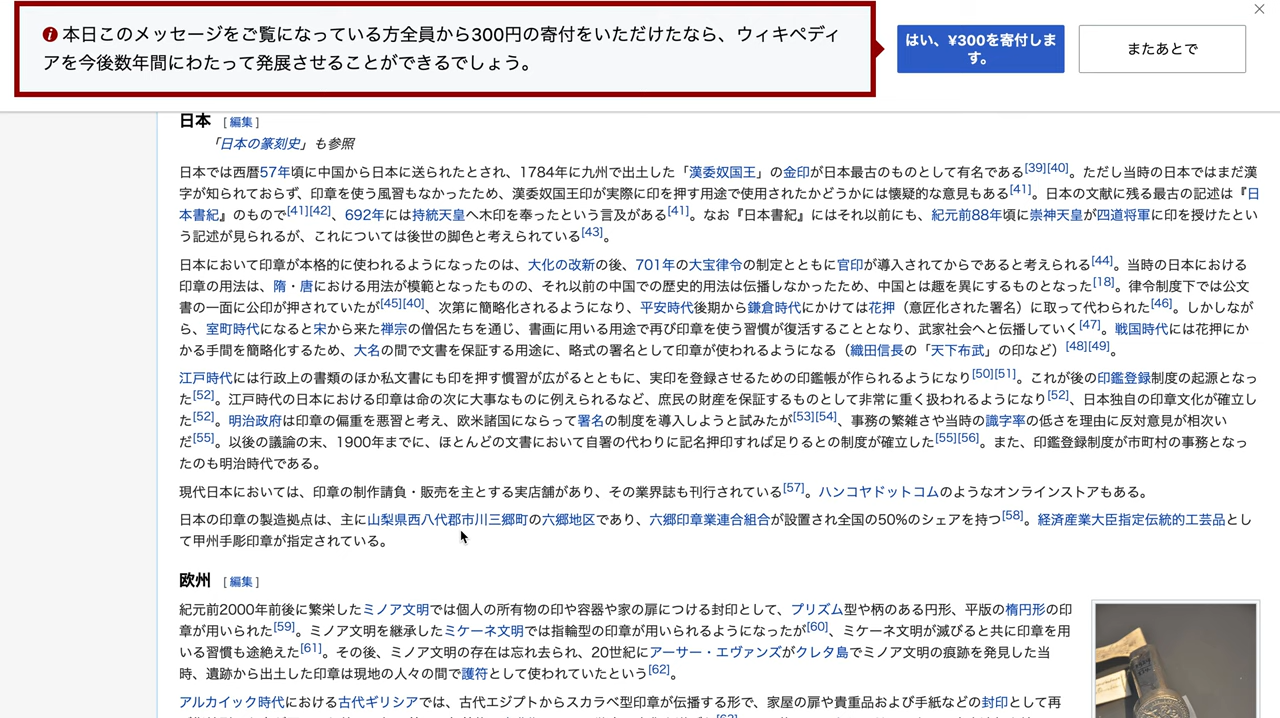 本日このメッセージをご覧になっている方全員から300円の寄付をいただけたなら、ウィキペディ
アを今後数年間にわたって発展させることができるでしょう。
はい、¥300を寄付しま
す。
またあとで
日本 [編集]
「日本の篆刻史」も参照
日本では西暦57年頃に中国から日本に送られたとされ、1784年に九州で出土した「漢委奴国王」の金印が日本最古のものとして有名である[39][40]。ただし当時の日本ではまだ漢
字が知られておらず、印章を使う風習もなかったため、漢委奴国王印が実際に印を押す用途で使用されたかどうかには懐疑的な意見もある[41]。日本の文献に残る最古の記述は『日
本書紀』のもので[41][42]、692年には持統天皇へ木印を奉ったという言及がある[41]。なお『日本書紀』にはそれ以前にも、紀元前88年頃に崇神天皇が四道将軍に印を授けたとい
う記述が見られるが、これについては後世の脚色と考えられている[43]。
日本において印章が本格的に使われるようになったのは、大化の改新の後、701年の大宝律令の制定とともに官印が導入されてからであると考えられる[44]。当時の日本における
印章の用法は、隋・唐における用法が模範となったものの、それ以前の中国での歴史的用法は伝播しなかったため、中国とは趣を異にするものとなった[18]。律令制度下では公文
書の一面に公印が押されていたが[45][40]、次第に簡略化されるようになり、平安時代後期から鎌倉時代にかけては花押（意匠化された署名）に取って代わられた[46]。しかしなが
ら、室町時代になると宋から来た禅宗の僧侶たちを通じ、書画に用いる用途で再び印章を使う習慣が復活することとなり、武家社会へと伝播していく[47]。戦国時代には花押にか
かる手間を簡略化するため、大名の間で文書を保証する用途に、略式の署名として印章が使われるようになる（織田信長の「天下布武」の印など）[48][49]。
江戸時代には行政上の書類のほか私文書にも印を押す慣習が広がるとともに、実印を登録させるための印鑑帳が作られるようになり[50][51]。これが後の印鑑登録制度の起源となっ
た[52]。江戸時代の日本における印章は命の次に大事なものに例えられるなど、庶民の財産を保証するものとして非常に重く扱われるようになり[52]、日本独自の印章文化が確立し
た[52]。明治政府は印章の偏重を悪習と考え、欧米諸国にならって署名の制度を導入しようと試みたが[53][54]、事務の繁雑さや当時の識字率の低さを理由に反対意見が相次い
だ[55]。以後の議論の末、1900年までに、ほとんどの文書において自署の代わりに記名押印すれば足りるとの制度が確立した[55][56]。また、印鑑登録制度が市町村の事務となっ
たのも明治時代である。
現代日本においては、印章の制作請負・販売を主とする実店舗があり、その業界誌も刊行されている[57]。ハンコヤドットコムのようなオンラインストアもある。
日本の印章の製造拠点は、主に山梨県西八代郡市川三郷町の六郷地区であり、六郷印章業連合組合が設置され全国の50%のシェアを持つ[58]。経済産業大臣指定伝統的工芸品とし
て甲州手彫印章が指定されている。
欧州 [編集]
紀元前2000年前後に繁栄したミノア文明では個人の所有物の印や容器や家の扉につける封印として、プリズム型や柄のある円形、平版の楕円形の印
章が用いられた[59]。ミノア文明を継承したミケーネ文明では指輪型の印章が用いられるようになったが[60]、ミケーネ文明が滅びると共に印章を用
いる習慣も途絶えた[61]。その後、ミノア文明の存在は忘れ去られ、20世紀にアーサー・エヴァンズがクレタ島でミノア文明の痕跡を発見した当
時、遺跡から出土した印章は現地の人々の間で護符として使われていたという[62]。
アルカイック時代における古代ギリシアでは、古代エジプトからスカラベ型印章が伝播する形で、家屋の扉や貴重品および手紙などの封印として再